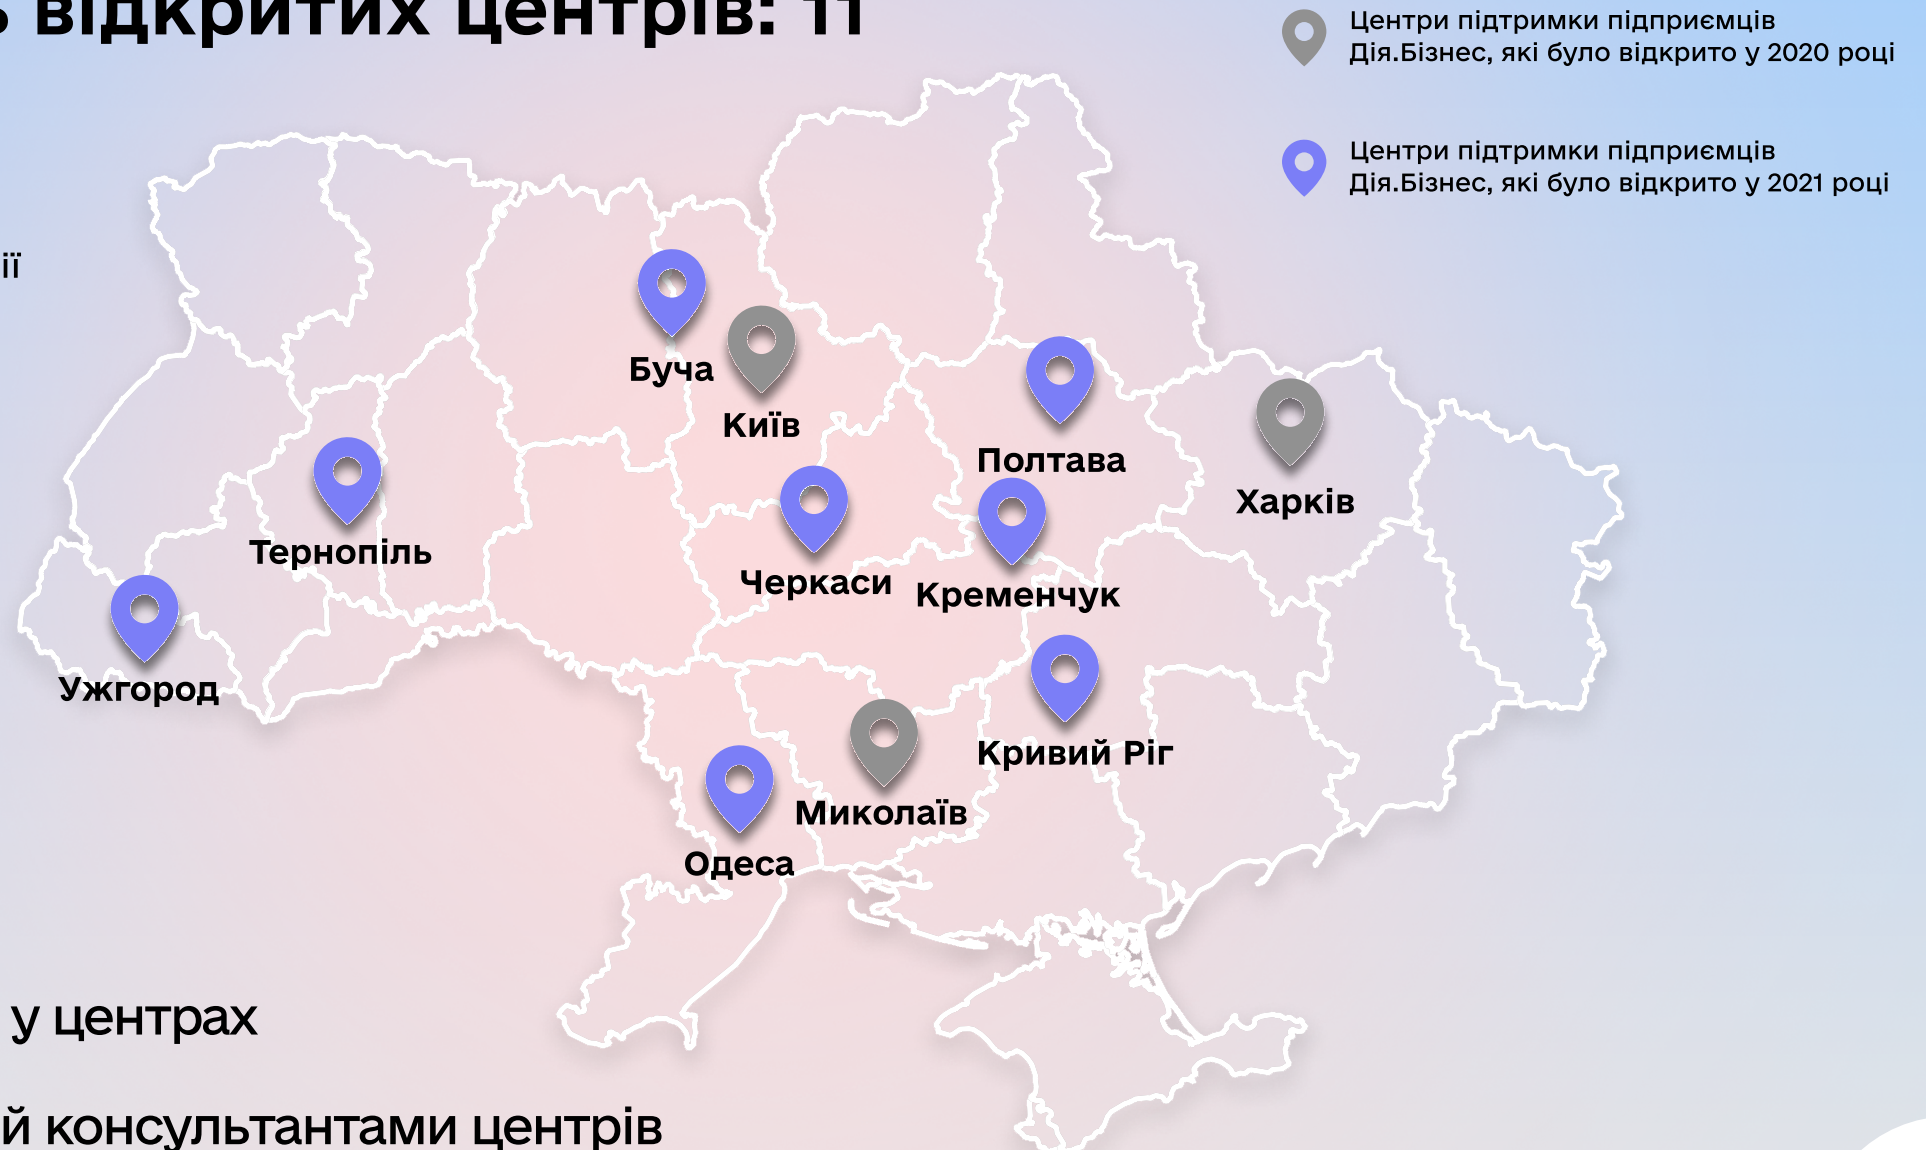 відкритих центрів: 11
Центри підтримки підприємців
Дія.Бізнес, які було відкрито у 2020 році
Центри підтримки підприємців
Дія.Бізнес, які було відкрито у 2021 році
ії
Буча
Київ
Полтава
Харків
Тернопіль
Черкаси
Кременчук
Ужгород
Кривий Ріг
Миколаїв
Одеса
у центрах
й консультантами центрів